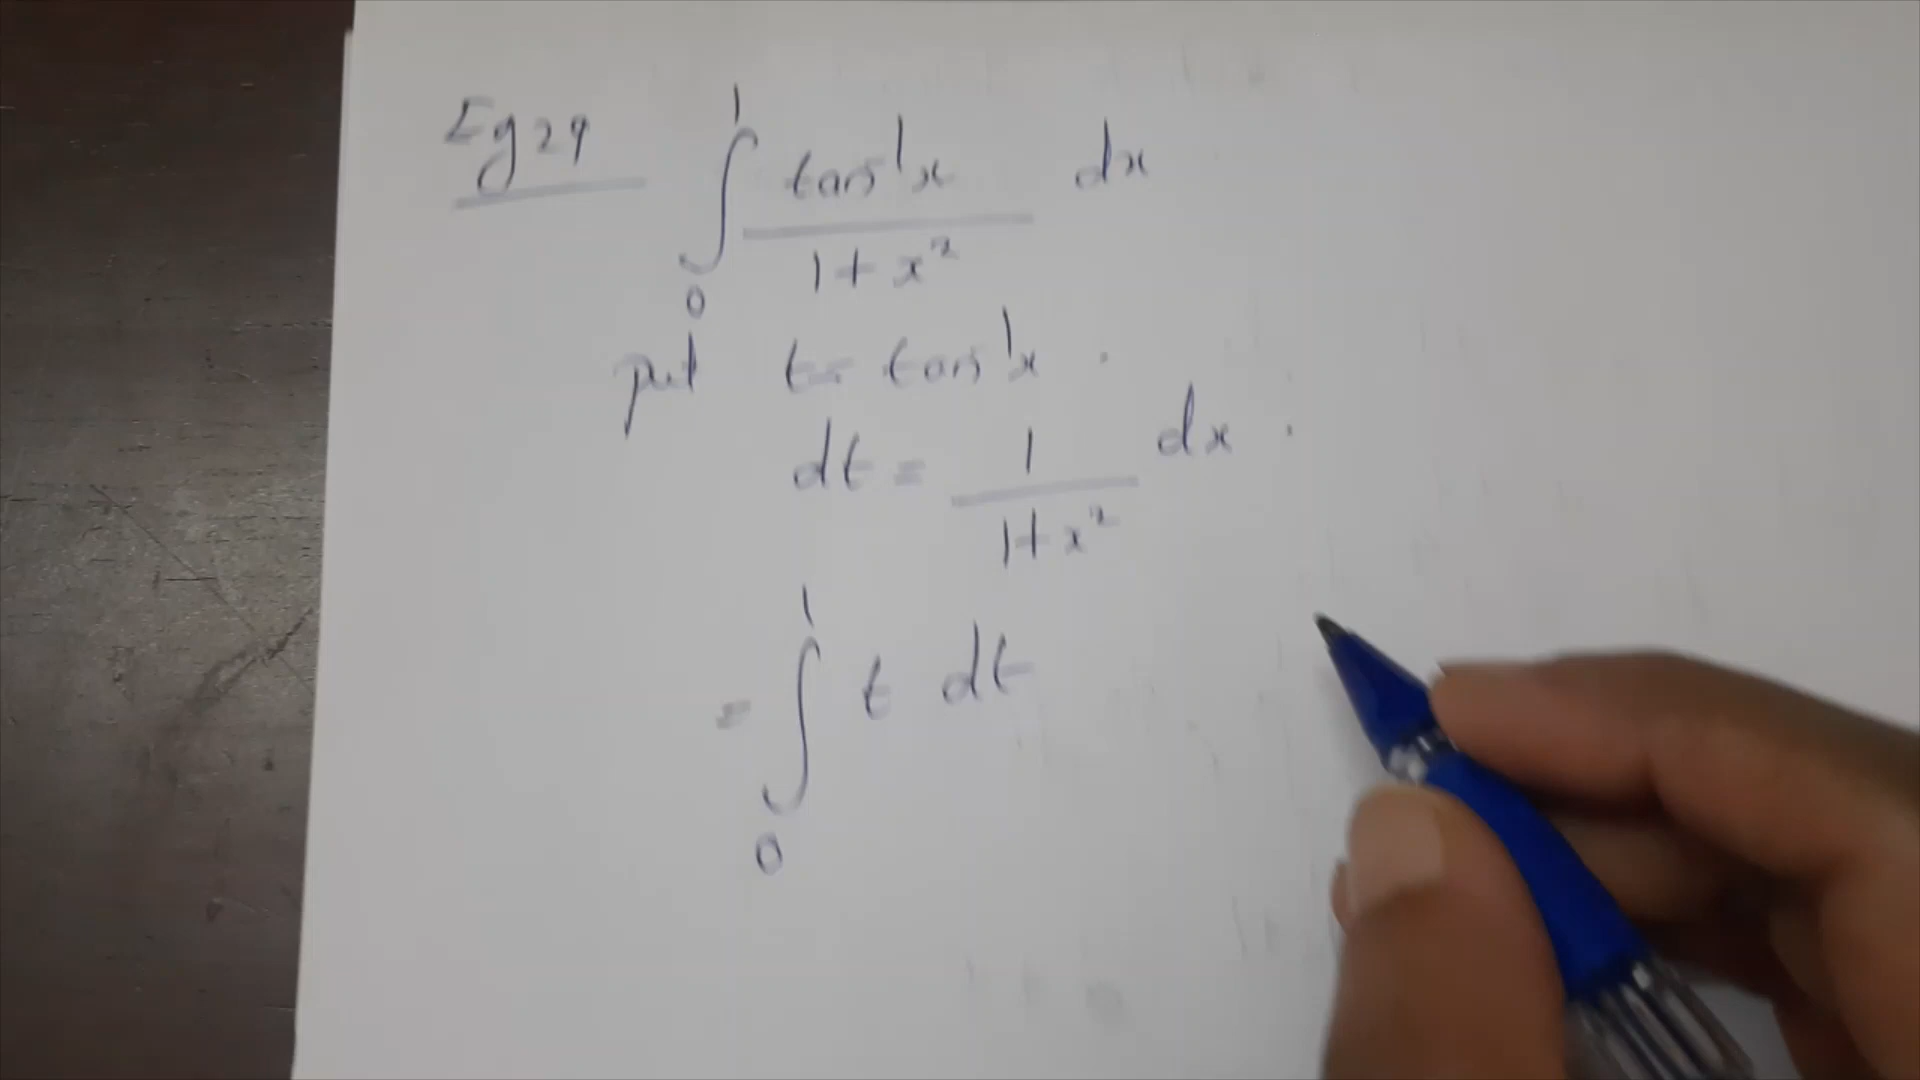 Eg 29 ∫₀¹ tan⁻¹x / 1+x² dx
put t = tan⁻¹x .
dt = 1 / 1+x² dx .
= ∫₀¹ t dt